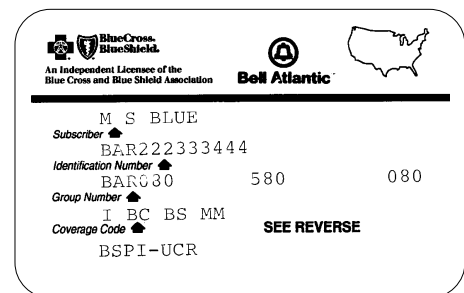 BlueCross.
BlueShield.
An Independent Licensee of the
Blue Cross and Blue Shield Association
Bell Atlantic
M S BLUE
Subscriber
BAR222333444
Identification Number
BAR030 580 080
Group Number
I BC BS MM
Coverage Code SEE REVERSE
BSPI-UCR